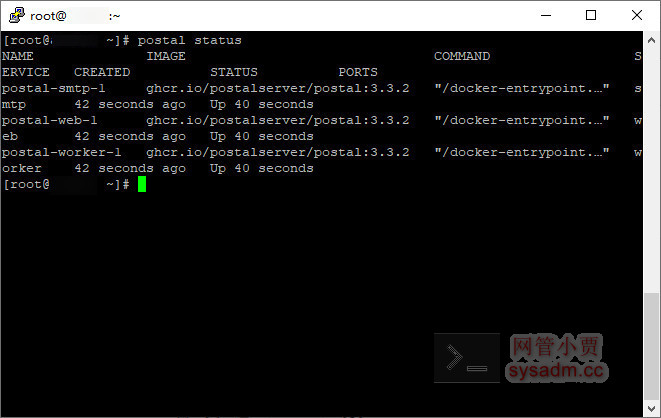 root@ :~
[root@ ~]# postal status
NAME IMAGE COMMAND S
ERVICE CREATED STATUS PORTS
postal-smtp-1 ghcr.io/postalserver/postal:3.3.2 "/docker-entrypoint.…" s
mtp 42 seconds ago Up 40 seconds
postal-web-1 ghcr.io/postalserver/postal:3.3.2 "/docker-entrypoint.…" w
eb 42 seconds ago Up 40 seconds
postal-worker-1 ghcr.io/postalserver/postal:3.3.2 "/docker-entrypoint.…" w
orker 42 seconds ago Up 40 seconds
[root@ ~]#
>_ 网管小贾
sysadm.cc